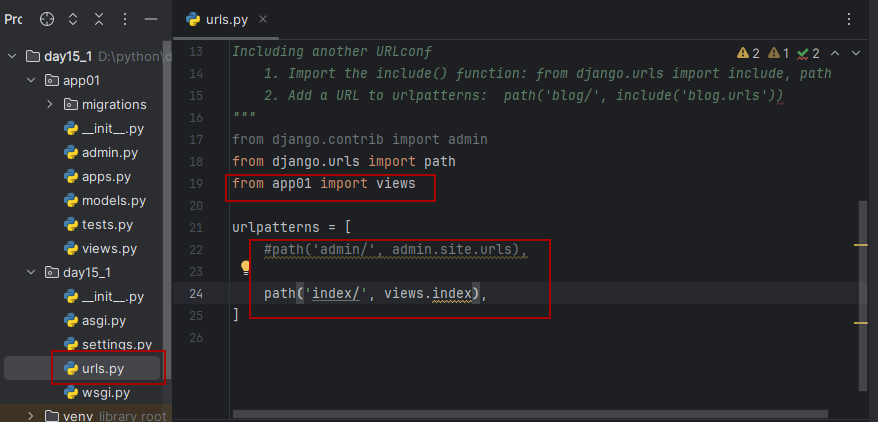 Pro
urls.py
day15_1 D:\python\d
app01
migrations
__init__.py
admin.py
apps.py
models.py
tests.py
views.py
day15_1
__init__.py
asgi.py
settings.py
urls.py
wsgi.py
venv library root
2 1 2
13 Including another URLconf
14 1. Import the include() function: from django.urls import include, path
15 2. Add a URL to urlpatterns: path('blog/', include('blog.urls'))
16 """
17 from django.contrib import admin
18 from django.urls import path
19 from app01 import views
20
21 urlpatterns = [
22 #path('admin/', admin.site.urls),
23
24 path('index/', views.index),
25 ]
26